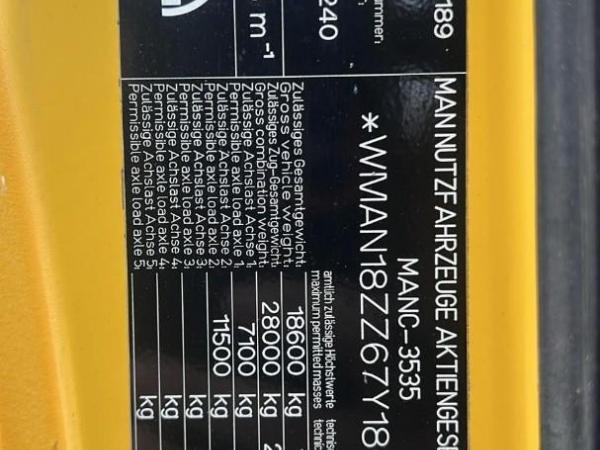 189
ummer:
240
m⁻¹
MAN NUTZFAHRZEUGE AKTIENGESE
MANC-3535
*WMAN18ZZ67Y18
amtlich zulässige Höchstwerte technisc
maximum permitted masses technic
Zulässiges Gesamtgewicht:
Gross vehicle Weight: 18600 kg
Zulässiges Zug-Gesamtgewicht:
Gross combination Weight: 28000 kg 2
Zulässige Achslast Achse 1:
Permissible axle load axle 1: 7100 kg
Zulässige Achslast Achse 2:
Permissible axle load axle 2: 11500 kg
Zulässige Achslast Achse 3:
Permissible axle load axle 3: kg
Zulässige Achslast Achse 4:
Permissible axle load axle 4: kg
Zulässige Achslast Achse 5:
Permissible axle load axle 5: kg